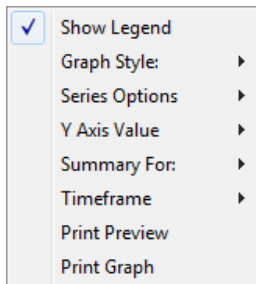 Show Legend
Graph Style:
Series Options
Y Axis Value
Summary For:
Timeframe
Print Preview
Print Graph